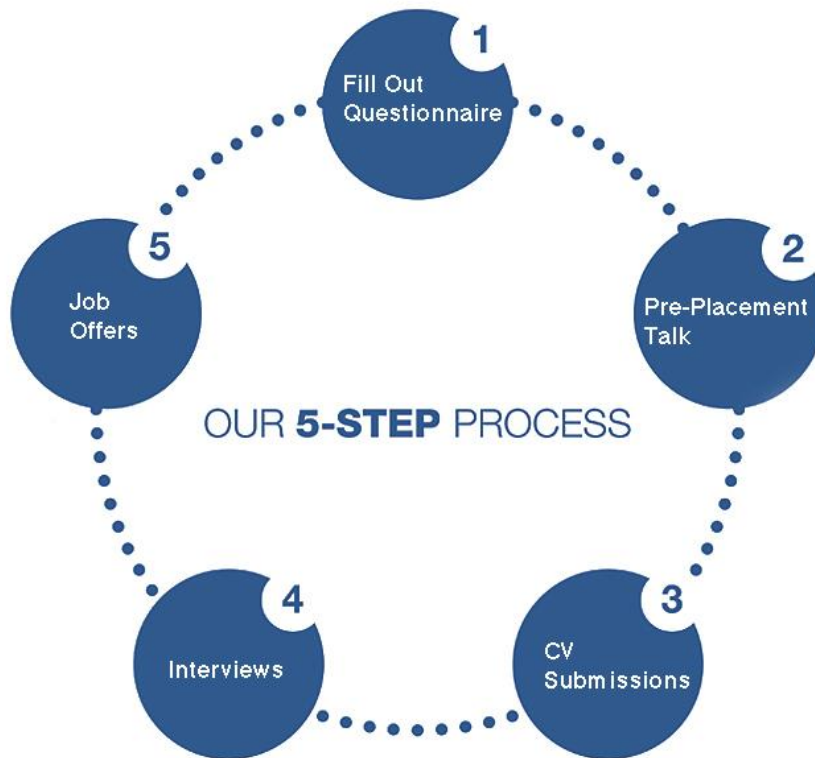 1
Fill Out
Questionnaire
2
Pre-Placement
Talk
3
CV
Submissions
4
Interviews
5
Job
Offers
OUR 5-STEP PROCESS